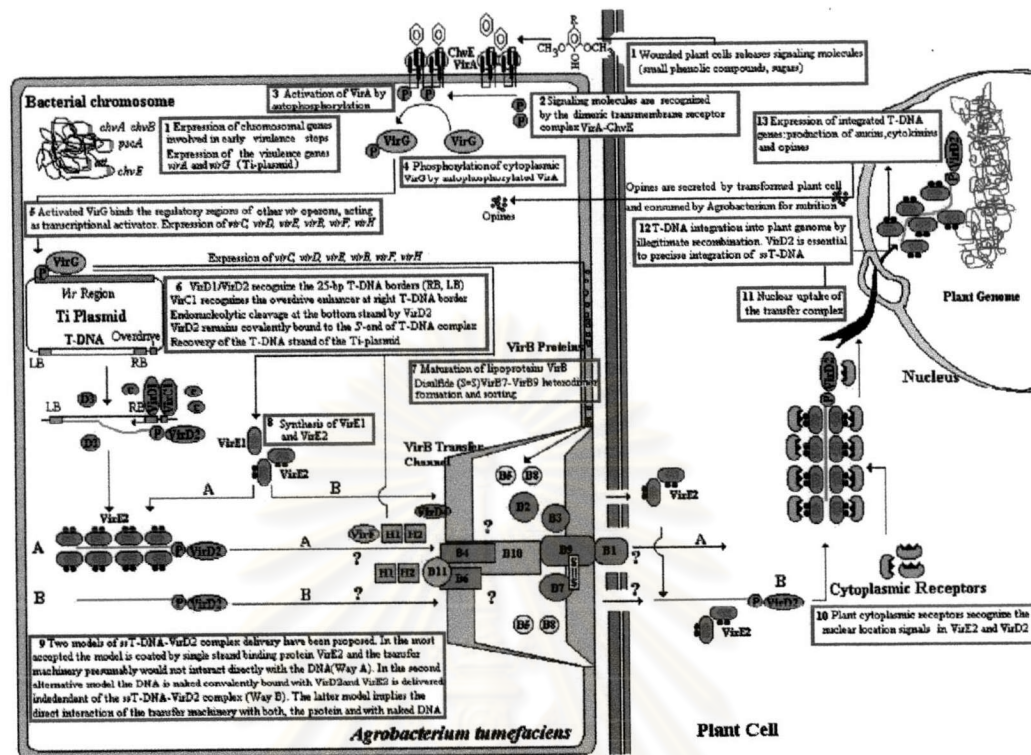 R
CH₃O
OCH₃
HO
ChvE
VirA
1 Wounded plant cells releases signaling molecules
(small phenolic compounds, sugars)
Bacterial chromosome
chvA chvB
pscA
att
chvE
3 Activation of VirA by
autophosphorylation
P P
P
P
2 Signaling molecules are recognized
by the dimeric transmembrane receptor
complex VirA-ChvE
1 Expression of chromosomal genes
involved in early virulence steps
Expression of the virulence genes
virA and virG (Ti-plasmid)
VirG
P
VirG
4 Phosphorylation of cytoplasmic
VirG by autophosphorylated VirA
13 Expression of integrated T-DNA
genes:production of auxins,cytokinins
and opines
VirD2
P
Opines
Opines are secreted by transformed plant cell
and consumed by Agrobacterium for nutrition
5 Activated VirG binds the regulatory regions of other vir operons, acting
as transcriptional activator. Expression of virC, virD, virE, virB, virF, virH
12 T-DNA integration into plant genome by
illegitimate recombination. VirD2 is essential
to precise integration of ssT-DNA
Plant Genome
VirG
P
Expression of virC, virD, virE, virB, virF, virH
Vir Region
Ti Plasmid
T-DNA
Overdrive
LB
RB
6 VirD1/VirD2 recognize the 25-bp T-DNA borders (RB, LB)
VirC1 recognizes the overdrive enhancer at right T-DNA border
Endonucleolytic cleavage at the bottom strand by VirD2
VirD2 remains covalently bound to the 5'-end of T-DNA complex
Recovery of the T-DNA strand of the Ti-plasmid
11 Nuclear uptake of
the transfer complex
Nucleus
VirB Proteins
7 Maturation of lipoproteins VirB
Disulfide (S=S)VirB7-VirB9 heterodimer
formation and sorting
VirD2
P
LB
RB
P
VirD2
8 Synthesis of VirE1
and VirE2
VirE1
VirE2
VirB Transfer
Channel
B5 B8
B2
B3
VirE2
A
B
VirD4
VirE2
A
P VirD2
A
?
VirF H1 H2
?
B4 B10 B9 B1
?
A
H1 H2
B11
B6
S=S
B7
B
P VirD2
B
?
?
?
B5 B8
B
P VirD2
VirE2
Cytoplasmic Receptors
10 Plant cytoplasmic receptors recognize the
nuclear location signals in VirE2 and VirD2
9 Two models of ssT-DNA-VirD2 complex delivery have been proposed. In the most
accepted the model is coated by single strand binding protein VirE2 and the transfer
machinery presumably would not interact directly with the DNA(Way A). In the second
alternative model the DNA is naked convalently bound with VirD2and VirE2 is delivered
indedendent of the ssT-DNA-VirD2 complex (Way B). The latter model implies the
direct interaction of the transfer machinery with both, the protein and with naked DNA
Agrobacterium tumefaciens
Plant Cell